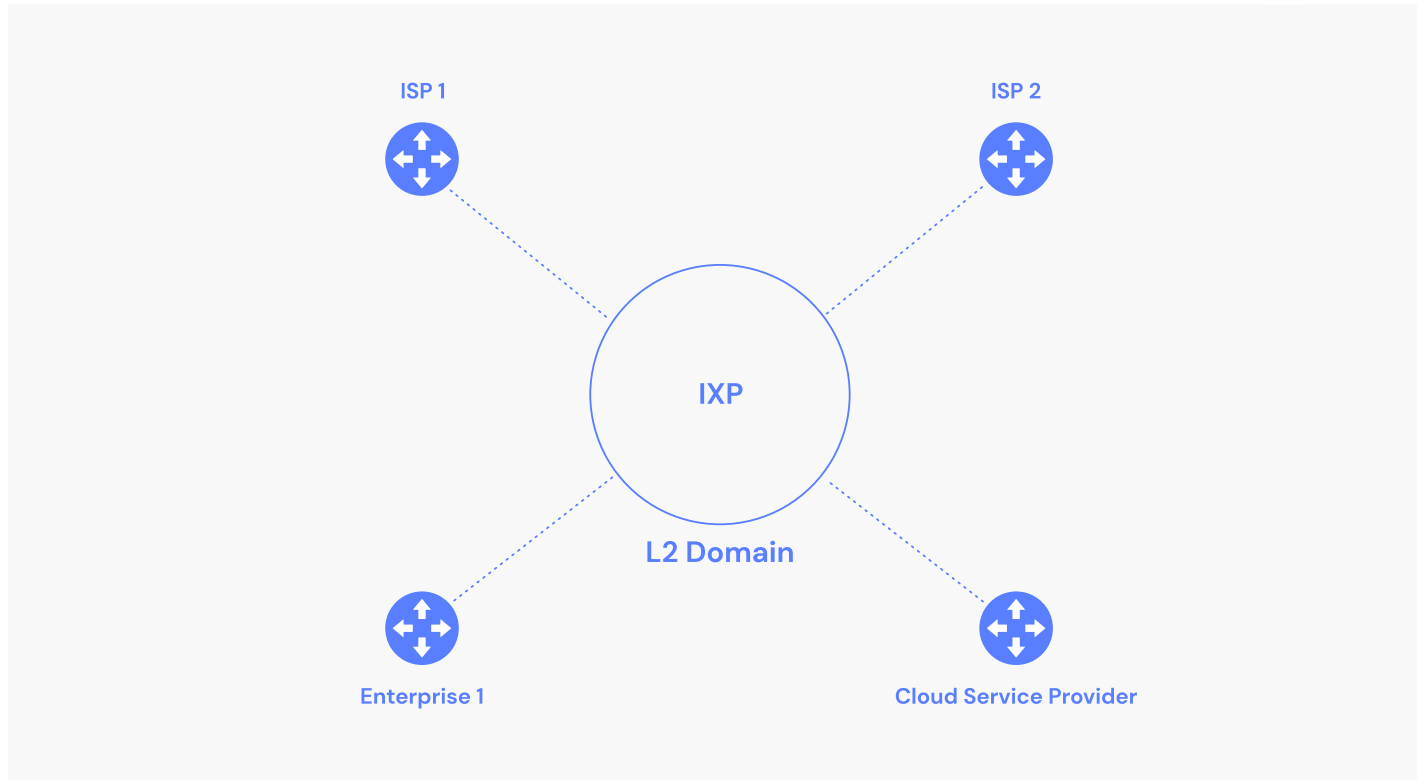 ISP 1
ISP 2
IXP
L2 Domain
Enterprise 1
Cloud Service Provider